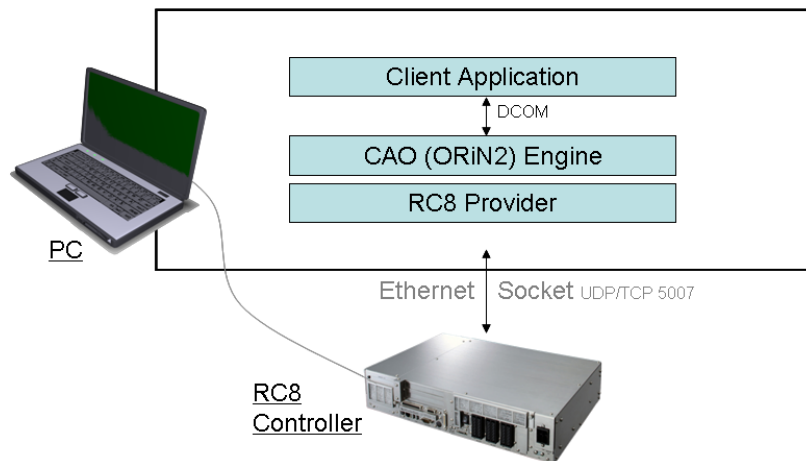 Client Application
DCOM
CAO (ORiN2) Engine
RC8 Provider
PC
Ethernet
Socket UDP/TCP 5007
RC8
Controller